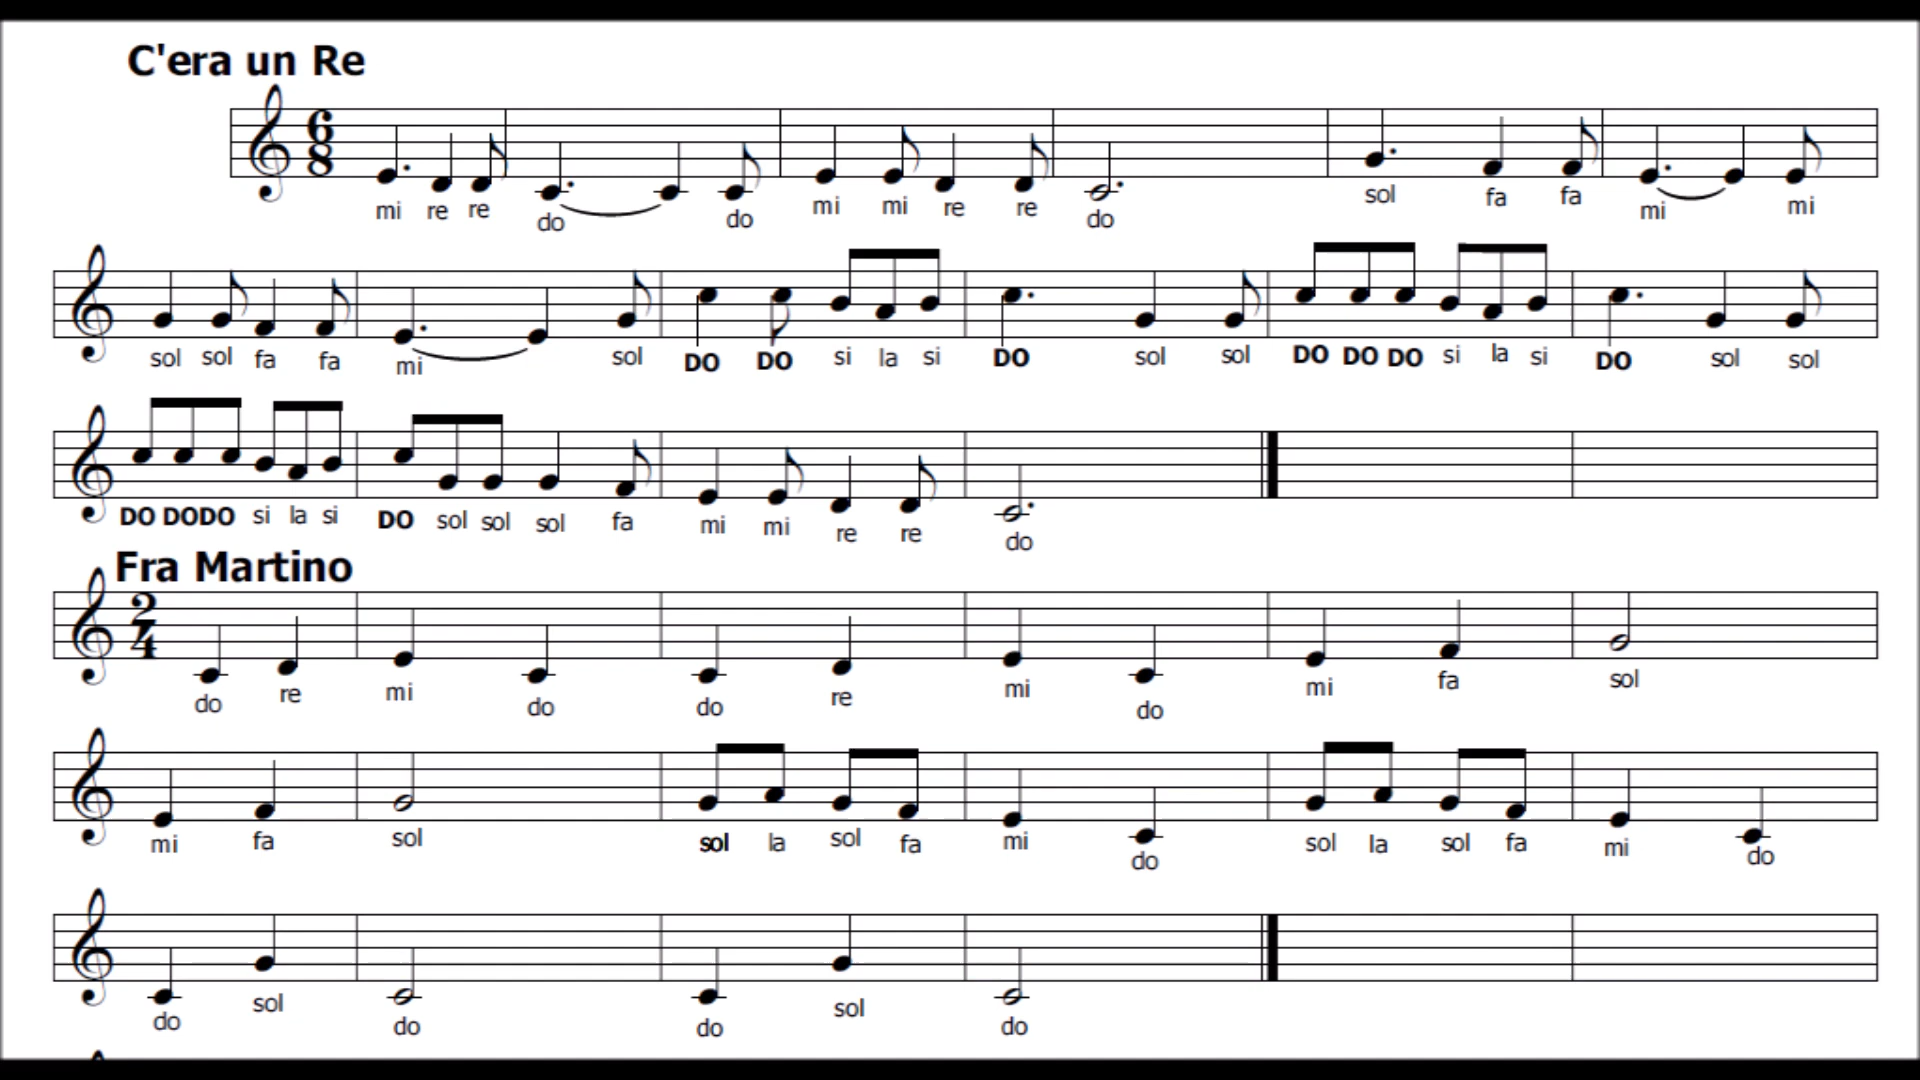 C'era un Re
6
8
mi re re do do mi mi re re do sol fa fa mi mi
sol sol fa fa mi sol DO DO si la si DO sol sol DO DO DO si la si DO sol sol
DO DODO si la si DO sol sol sol fa mi mi re re do
Fra Martino
2
4
do re mi do do re mi do mi fa sol
mi fa sol sol la sol fa mi do sol la sol fa mi do
do sol do do sol do